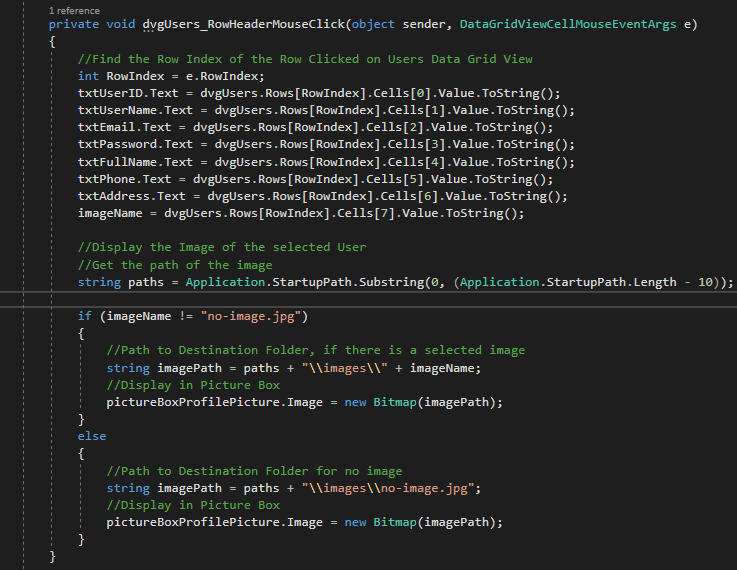 1 reference
private void dvgUsers_RowHeaderMouseClick(object sender, DataGridViewCellMouseEventArgs e)
{
//Find the Row Index of the Row Clicked on Users Data Grid View
int RowIndex = e.RowIndex;
txtUserID.Text = dvgUsers.Rows[RowIndex].Cells[0].Value.ToString();
txtUserName.Text = dvgUsers.Rows[RowIndex].Cells[1].Value.ToString();
txtEmail.Text = dvgUsers.Rows[RowIndex].Cells[2].Value.ToString();
txtPassword.Text = dvgUsers.Rows[RowIndex].Cells[3].Value.ToString();
txtFullName.Text = dvgUsers.Rows[RowIndex].Cells[4].Value.ToString();
txtPhone.Text = dvgUsers.Rows[RowIndex].Cells[5].Value.ToString();
txtAddress.Text = dvgUsers.Rows[RowIndex].Cells[6].Value.ToString();
imageName = dvgUsers.Rows[RowIndex].Cells[7].Value.ToString();
//Display the Image of the selected User
//Get the path of the image
string paths = Application.StartupPath.Substring(0, (Application.StartupPath.Length - 10));
if (imageName != "no-image.jpg")
{
//Path to Destination Folder, if there is a selected image
string imagePath = paths + "\\images\\" + imageName;
//Display in Picture Box
pictureBoxProfilePicture.Image = new Bitmap(imagePath);
}
else
{
//Path to Destination Folder for no image
string imagePath = paths + "\\images\\no-image.jpg";
//Display in Picture Box
pictureBoxProfilePicture.Image = new Bitmap(imagePath);
}
}